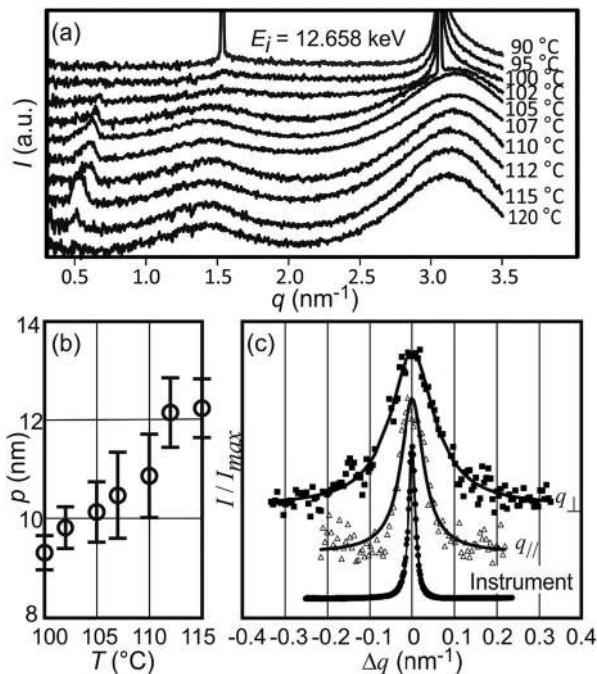 (a)
E_i = 12.658 keV
90 °C
95 °C
100 °C
102 °C
105 °C
107 °C
110 °C
112 °C
115 °C
120 °C
I (a.u.)
0.5 1.0 1.5 2.0 2.5 3.0 3.5
q (nm⁻¹)
(b)
14
12
10
8
p (nm)
100 105 110 115
T (°C)
(c)
I / I_max
q⊥
q//
Instrument
-0.4 -0.3 -0.2 -0.1 0 0.1 0.2 0.3 0.4
Δq (nm⁻¹)